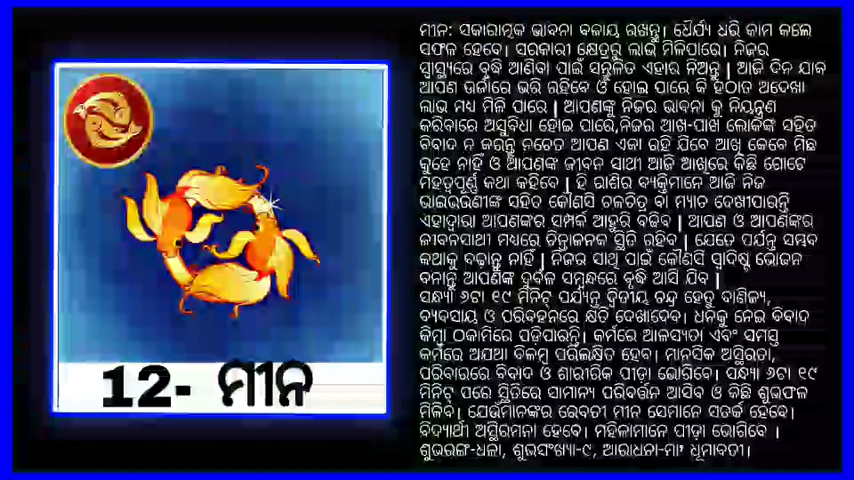 12- ମୀନ
ମୀନ: ସକାରାତ୍ମକ ଭାବନା ବଜାୟ ରଖନ୍ତୁ। ଧୈର୍ଯ୍ୟ ଧରି କାମ କଲେ
ସଫଳ ହେବେ। ସରକାରୀ କ୍ଷେତ୍ରରୁ ଲାଭ ମିଳିପାରେ। ନିଜର
ସ୍ୱାସ୍ଥ୍ୟରେ ବୃଦ୍ଧି ଆଣିବା ପାଇଁ ସନ୍ତୁଳିତ ଏହାର ନିଅନ୍ତୁ | ଆଜି ଦିନ ଯାକ
ଆପଣ ଉର୍ଜାରେ ଭରି ରହିବେ ଓ ହୋଇ ପାରେ କି ହଠାତ ଅଦେଖା
ଲାଭ ମଧ୍ୟ ମିଳି ପାରେ | ଆପଣଙ୍କୁ ନିଜର ଭାବନା କୁ ନିୟନ୍ତ୍ରଣ
କରିବାରେ ଅସୁବିଧା ହୋଇ ପାରେ,ନିଜର ଆଖ-ପାଖ ଲୋକଙ୍କ ସହିତ
ବିବାଦ ନ କରନ୍ତୁ ନଚେତ ଆପଣ ଏକା ରହି ଯିବେ ଆଖି କେବେ ମିଛ
କୁହେ ନାହିଁ ଓ ଆପଣଙ୍କ ଜୀବନ ସାଥୀ ଆଜି ଆଖିରେ କିଛି ଗୋଟେ
ମହତ୍ୱପୂର୍ଣ୍ଣ କଥା କହିବେ | ହି ରାଶିର ବ୍ୟକ୍ତିମାନେ ଆଜି ନିଜ
ଭାଇଭଉଣୀଙ୍କ ସହିତ କୌଣସି ଚଳଚିତ୍ର ବା ମ୍ୟାଚ ଦେଖିପାରନ୍ତି
ଏହାଦ୍ୱାରା ଆପଣଙ୍କର ସମ୍ପର୍କ ଆହୁରି ବଢିବ | ଆପଣ ଓ ଆପଣଙ୍କର
ଜୀବନସାଥୀ ମଧ୍ୟରେ ଚିନ୍ତାଜନକ ସ୍ଥିତି ରହିବ | ଯେତେ ପର୍ଯନ୍ତ ସମ୍ଭବ
କଥାକୁ ବଢ଼ାନ୍ତୁ ନାହିଁ | ନିଜର ସାଥି ପାଇଁ କୌଣସି ସ୍ୱାଦିଷ୍ଟ ଭୋଜନ
ବନାନ୍ତୁ ଆପଣଙ୍କ ଦୁର୍ବଳ ସମ୍ବନ୍ଧରେ ବୃଦ୍ଧି ଆସି ଯିବ |
ସନ୍ଧ୍ୟା ୬ଟା ୧୯ ମିନିଟ୍ ପର୍ଯ୍ୟନ୍ତ ଦ୍ୱିତୀୟ ଚନ୍ଦ୍ର ହେତୁ ବାଣିଜ୍ୟ,
ବ୍ୟବସାୟ ଓ ପରିବହନରେ କ୍ଷତି ଦେଖାଦେବ। ଧନକୁ ନେଇ ବିବାଦ
କିମ୍ବା ଠକାମିରେ ପଡ଼ିପାରନ୍ତି। କର୍ମରେ ଆଳସ୍ୟତା ଏବଂ ସମସ୍ତ
କର୍ମରେ ଅଯଥା ବିଳମ୍ବ ପରିଲକ୍ଷିତ ହେବ। ମାନସିକ ଅସ୍ଥିରତା,
ପରିବାରରେ ବିବାଦ ଓ ଶାରୀରିକ ପୀଡ଼ା ଭୋଗିବେ। ସନ୍ଧ୍ୟା ୬ଟା ୧୯
ମିନିଟ୍ ପରେ ସ୍ଥିତିରେ ସାମାନ୍ୟ ପରିବର୍ତ୍ତନ ଆସିବ ଓ କିଛି ଶୁଭଫଳ
ମିଳିବ। ଯେଉଁମାନଙ୍କର ରେବତୀ ମୀନ ସେମାନେ ସତର୍କ ହେବେ।
ବିଦ୍ୟାର୍ଥୀ ଅସ୍ଥିରମନା ହେବେ। ମହିଳାମାନେ ପୀଡ଼ା ଭୋଗିବେ ।
ଶୁଭରଙ୍ଗ-ଧଳା, ଶୁଭସଂଖ୍ୟା-୯, ଆରାଧନା-ମା' ଧୂମାବତୀ।